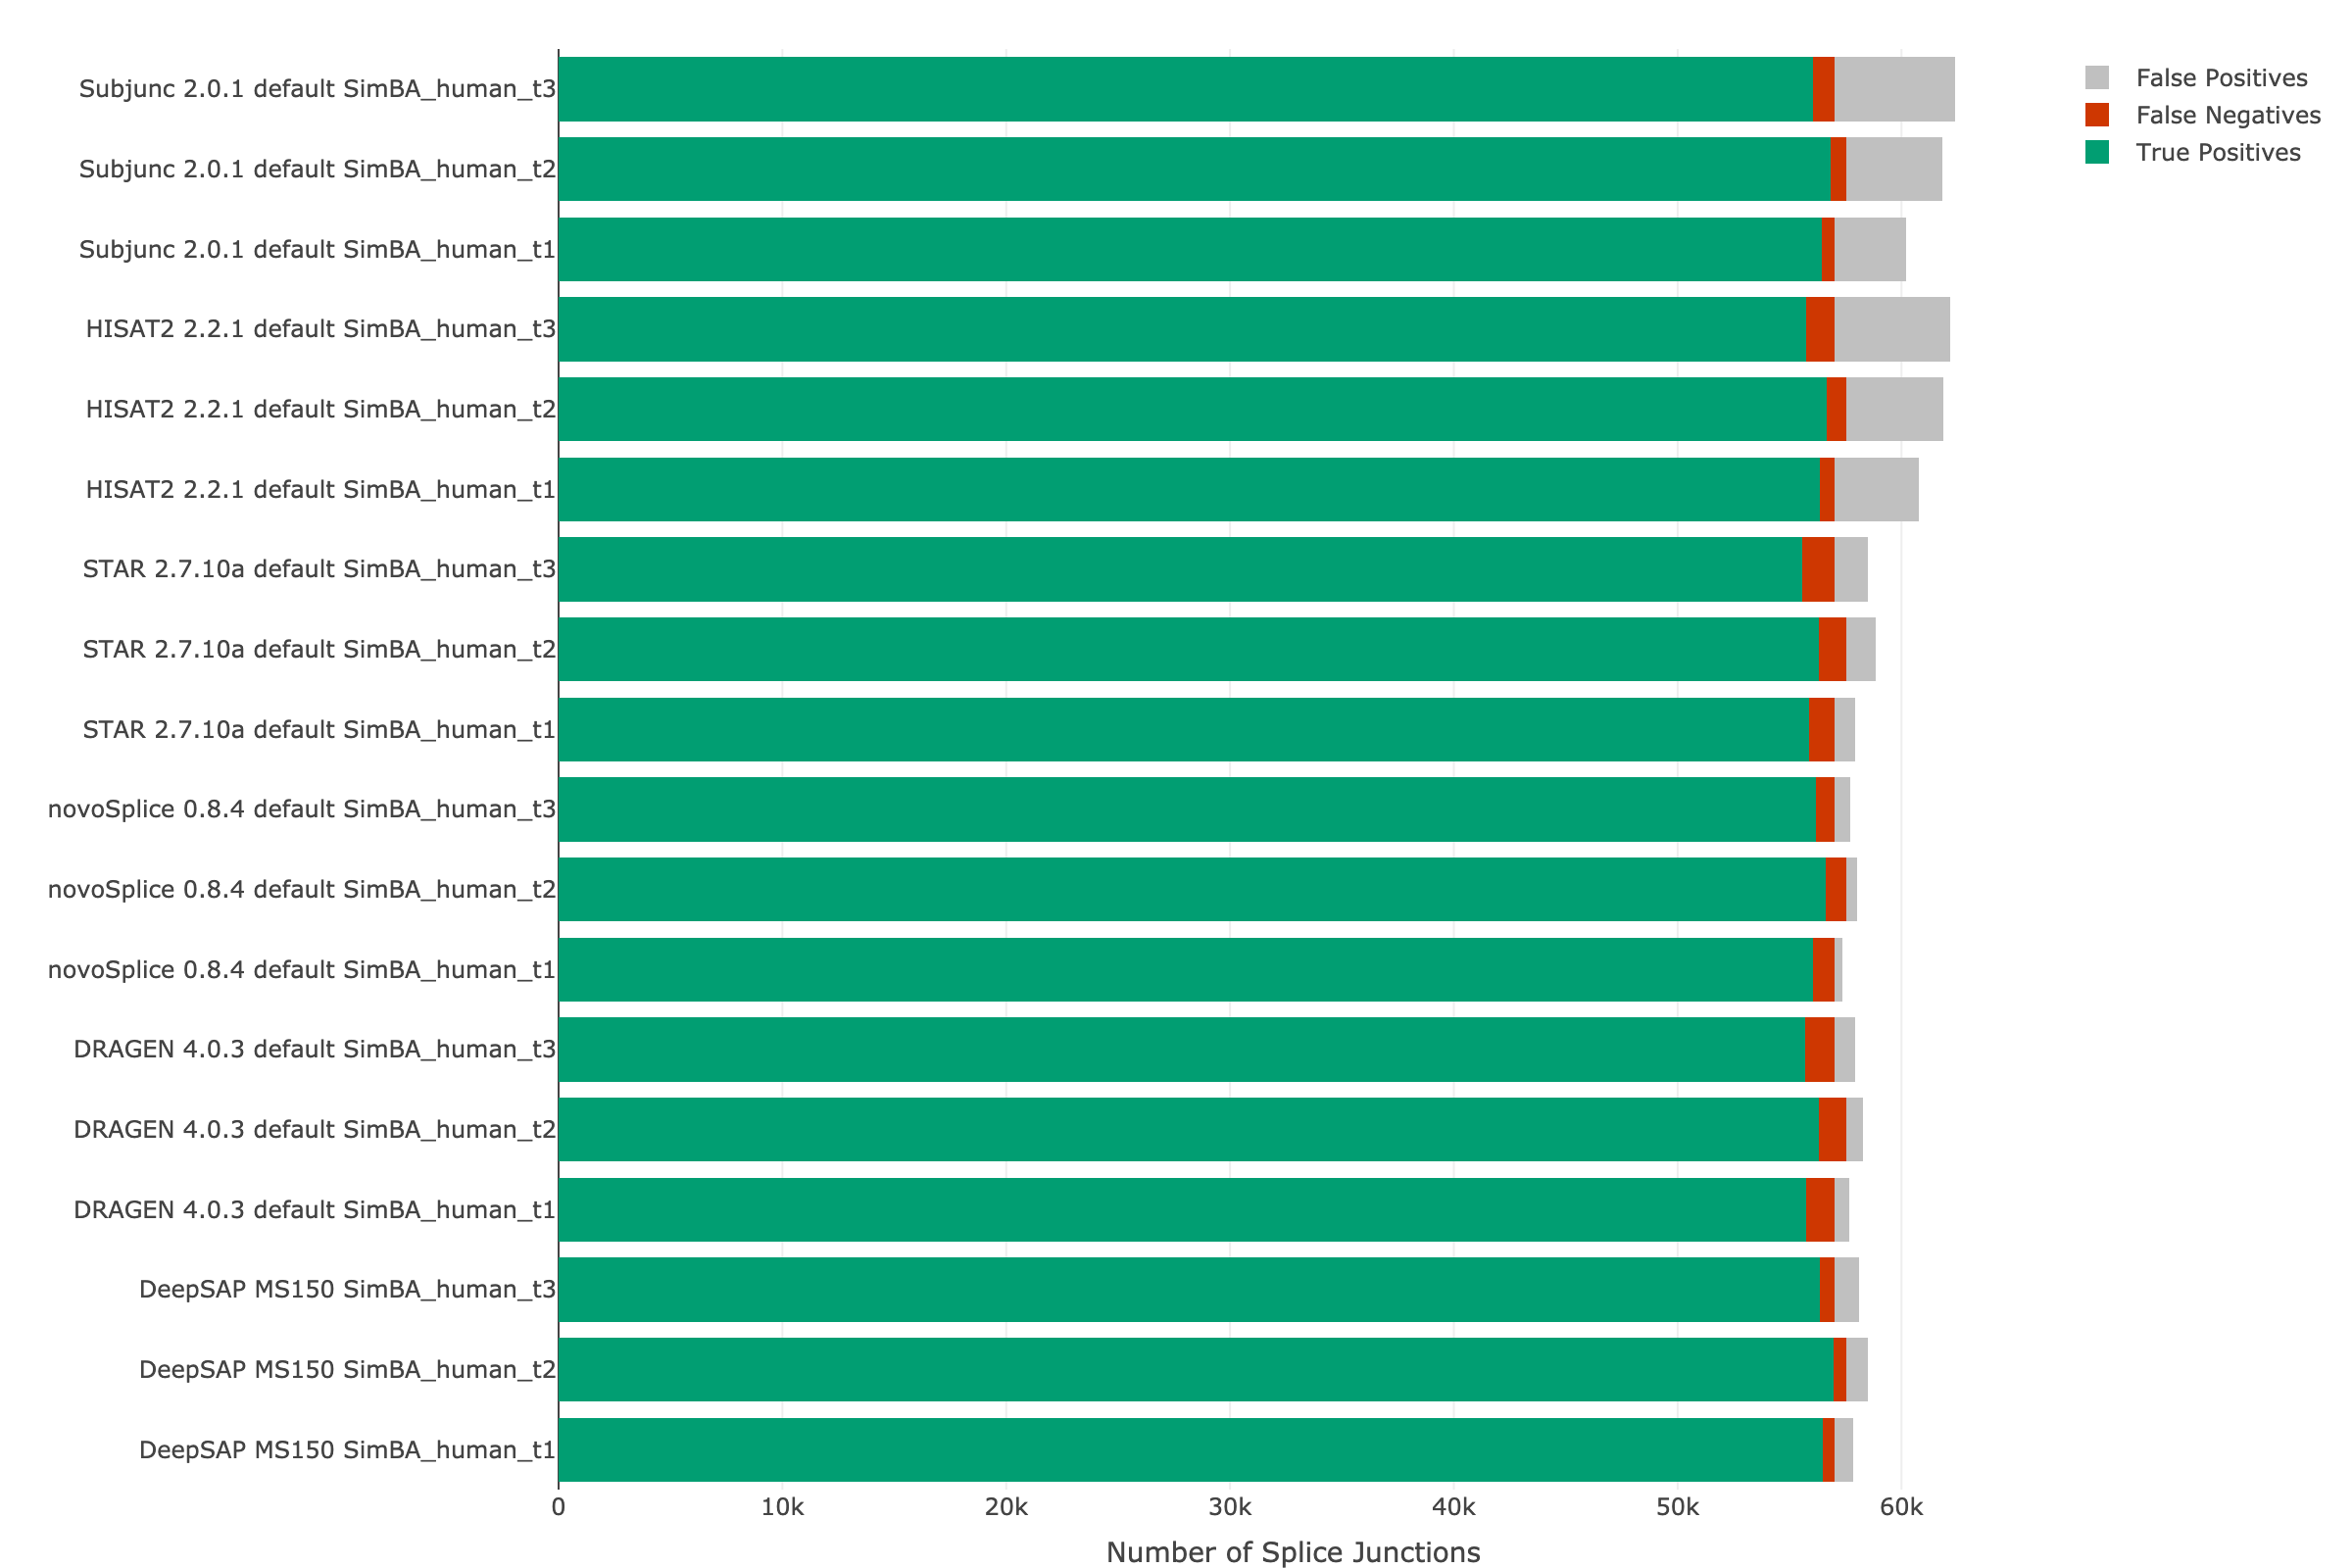 Subjunc 2.0.1 default SimBA_human_t3
Subjunc 2.0.1 default SimBA_human_t2
Subjunc 2.0.1 default SimBA_human_t1
HISAT2 2.2.1 default SimBA_human_t3
HISAT2 2.2.1 default SimBA_human_t2
HISAT2 2.2.1 default SimBA_human_t1
STAR 2.7.10a default SimBA_human_t3
STAR 2.7.10a default SimBA_human_t2
STAR 2.7.10a default SimBA_human_t1
novoSplice 0.8.4 default SimBA_human_t3
novoSplice 0.8.4 default SimBA_human_t2
novoSplice 0.8.4 default SimBA_human_t1
DRAGEN 4.0.3 default SimBA_human_t3
DRAGEN 4.0.3 default SimBA_human_t2
DRAGEN 4.0.3 default SimBA_human_t1
DeepSAP MS150 SimBA_human_t3
DeepSAP MS150 SimBA_human_t2
DeepSAP MS150 SimBA_human_t1
0 10k 20k 30k 40k 50k 60k
Number of Splice Junctions
False Positives
False Negatives
True Positives